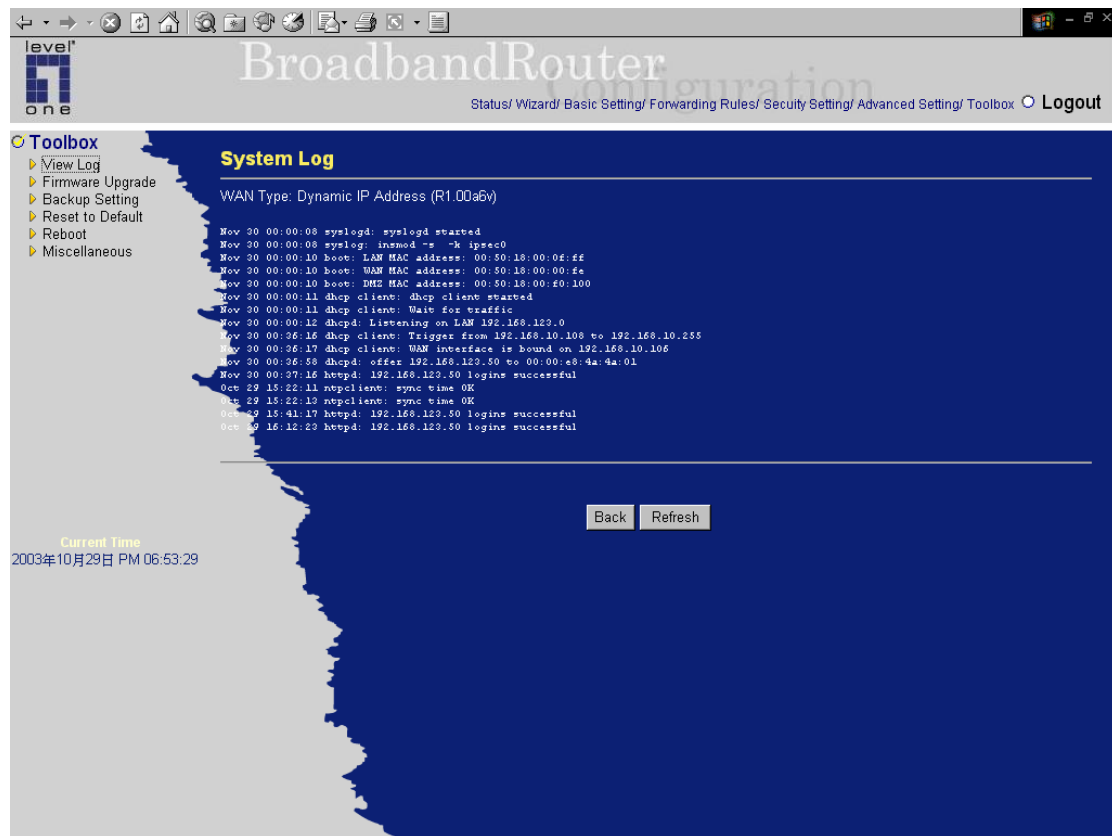 level
one
BroadbandRouter
Configuration
Status/ Wizard/ Basic Setting/ Forwarding Rules/ Secuity Setting/ Advanced Setting/ Toolbox Logout
Toolbox
View Log
Firmware Upgrade
Backup Setting
Reset to Default
Reboot
Miscellaneous
Current Time
2003年10月29日 PM 06:53:29
System Log
WAN Type: Dynamic IP Address (R1.00a6v)
Nov 30 00:00:08 syslogd: syslogd started
Nov 30 00:00:08 syslog: insmod -s -k ipsec0
Nov 30 00:00:10 boot: LAN MAC address: 00:50:18:00:0f:ff
Nov 30 00:00:10 boot: WAN MAC address: 00:50:18:00:00:fe
Nov 30 00:00:10 boot: DMZ MAC address: 00:50:18:00:f0:100
Nov 30 00:00:11 dhcp client: dhcp client started
Nov 30 00:00:11 dhcp client: Wait for traffic
Nov 30 00:00:12 dhcpd: Listening on LAN 192.168.123.0
Nov 30 00:36:16 dhcp client: Trigger from 192.168.10.108 to 192.168.10.255
Nov 30 00:36:17 dhcp client: WAN interface is bound on 192.168.10.106
Nov 30 00:36:58 dhcpd: offer 192.168.123.50 to 00:00:e8:4a:4a:01
Nov 30 00:37:16 httpd: 192.168.123.50 logins successful
Oct 29 15:22:11 ntpclient: sync time OK
Oct 29 15:22:13 ntpclient: sync time OK
Oct 29 15:41:17 httpd: 192.168.123.50 logins successful
Oct 29 16:12:23 httpd: 192.168.123.50 logins successful
Back Refresh